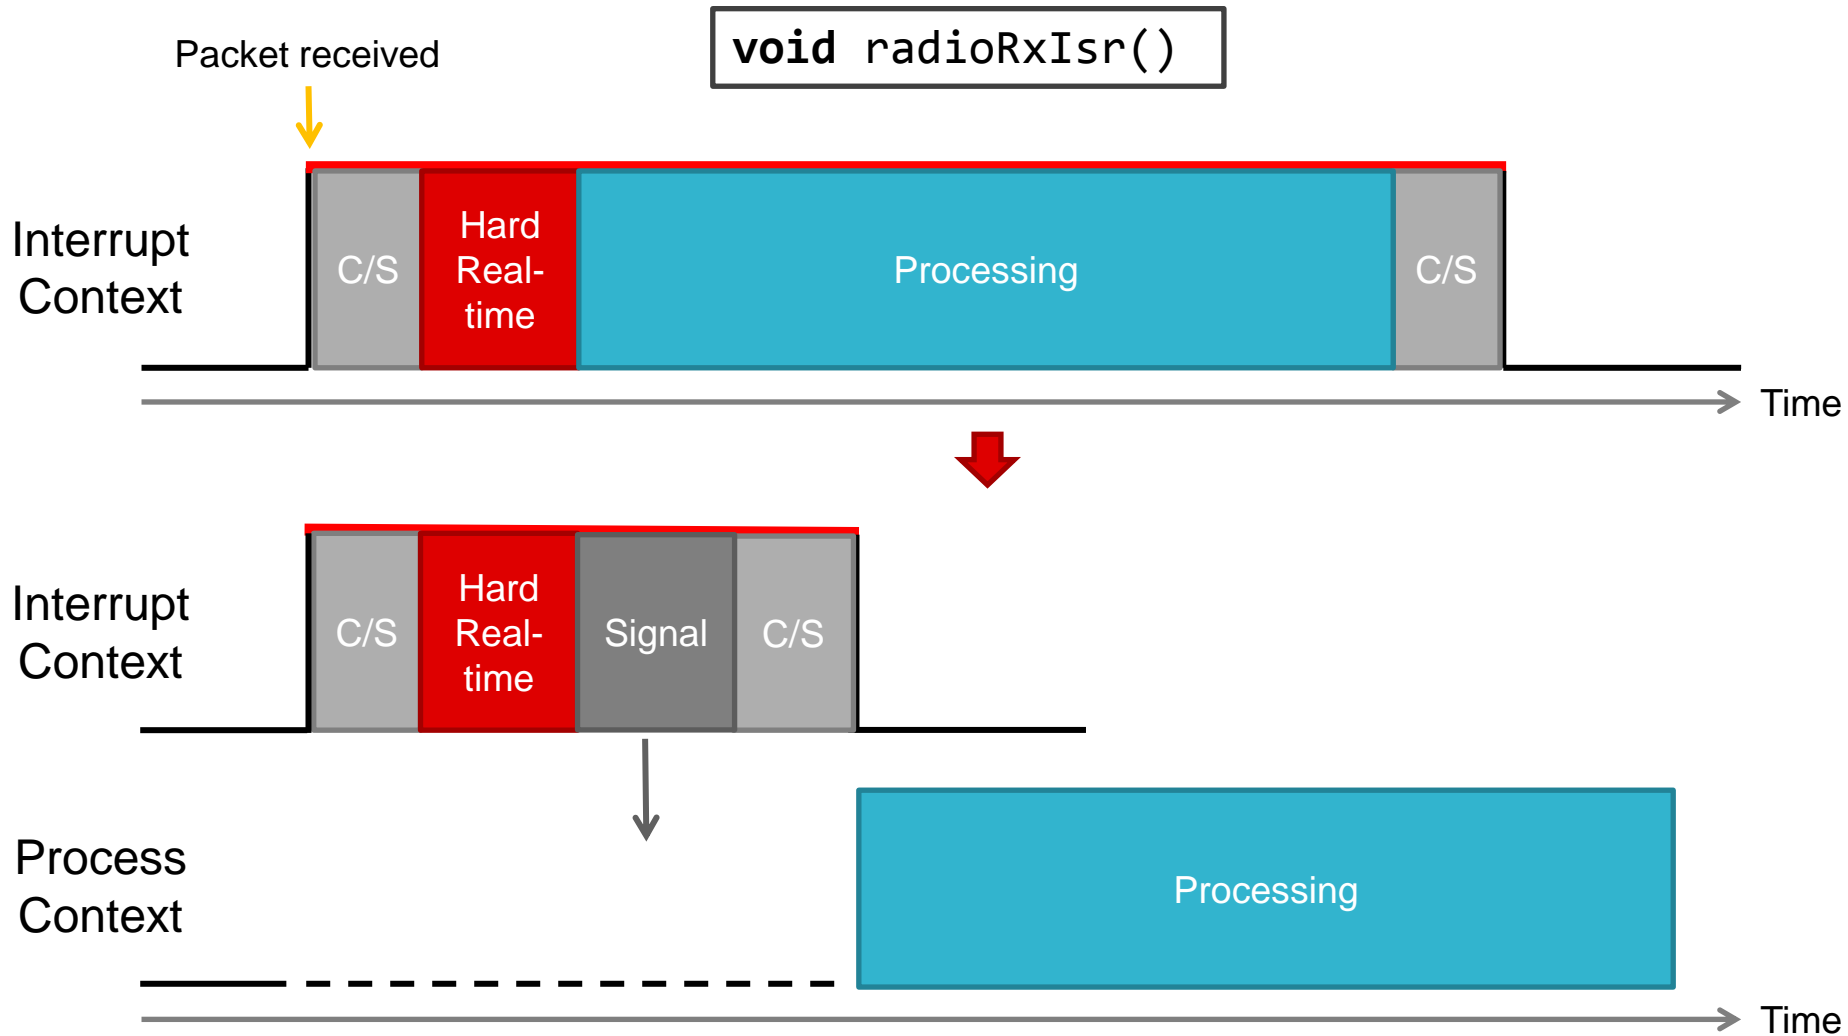 Packet received
void radioRxIsr()
Interrupt
Context
C/S
Hard
Real-
time
Processing
C/S
Time
Interrupt
Context
C/S
Hard
Real-
time
Signal
C/S
Process
Context
Processing
Time